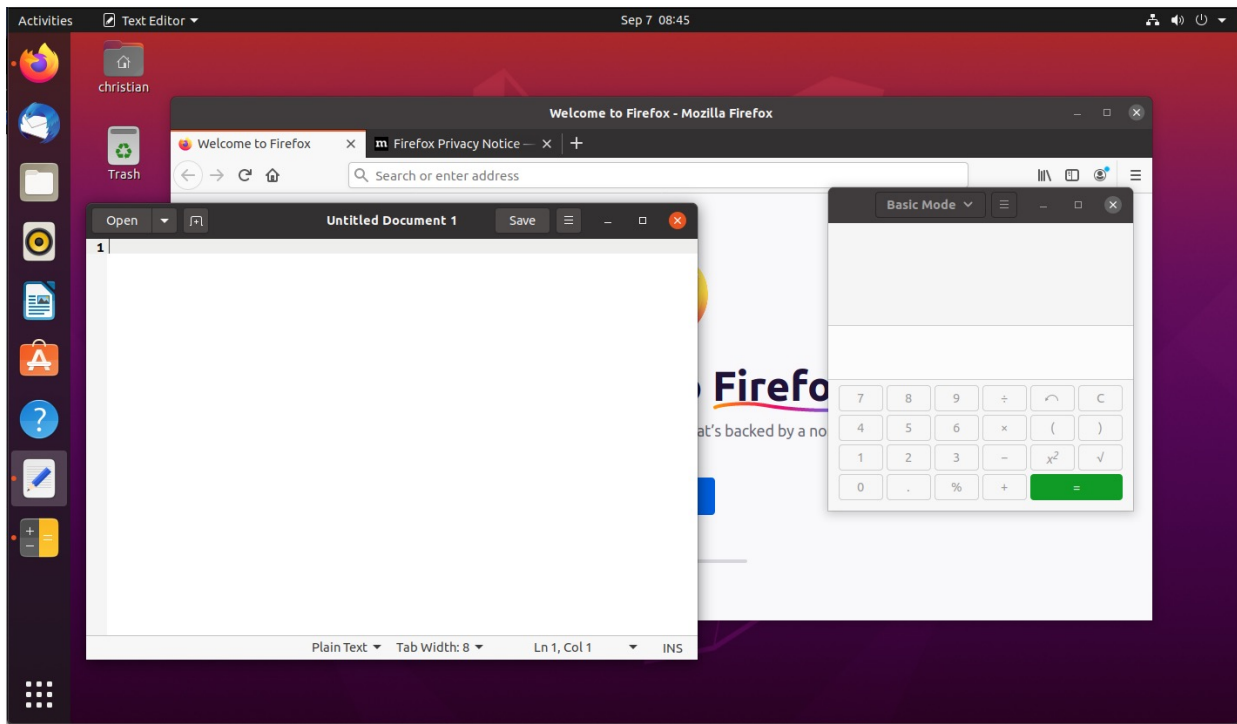 Activities Text Editor Sep 7 08:45
christian
Trash
Welcome to Firefox - Mozilla Firefox
Welcome to Firefox Firefox Privacy Notice —
Search or enter address
Open Untitled Document 1 Save
1
Basic Mode
Firefo
at's backed by a no
7 8 9 ÷ C
4 5 6 × ( )
1 2 3 − x² √
0 . % + =
Plain Text Tab Width: 8 Ln 1, Col 1 INS